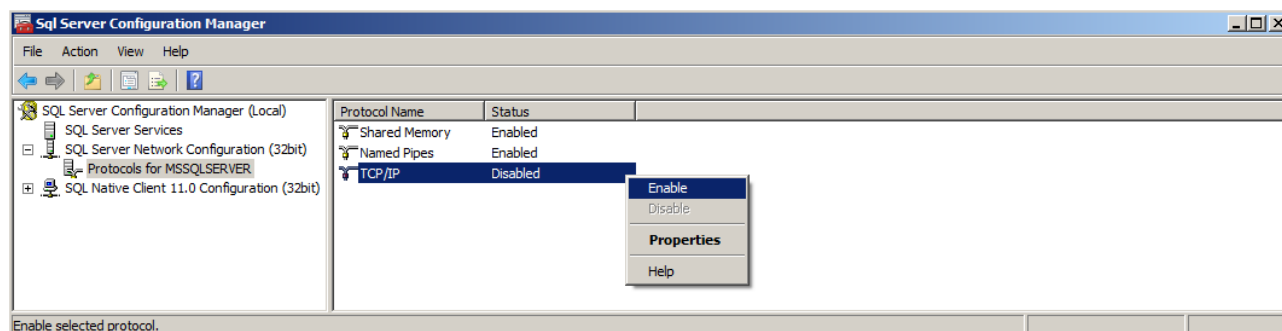 Sql Server Configuration Manager
File Action View Help
SQL Server Configuration Manager (Local)
SQL Server Services
SQL Server Network Configuration (32bit)
Protocols for MSSQLSERVER
SQL Native Client 11.0 Configuration (32bit)
Protocol Name Status
Shared Memory Enabled
Named Pipes Enabled
TCP/IP Disabled
Enable
Disable
Properties
Help
Enable selected protocol.